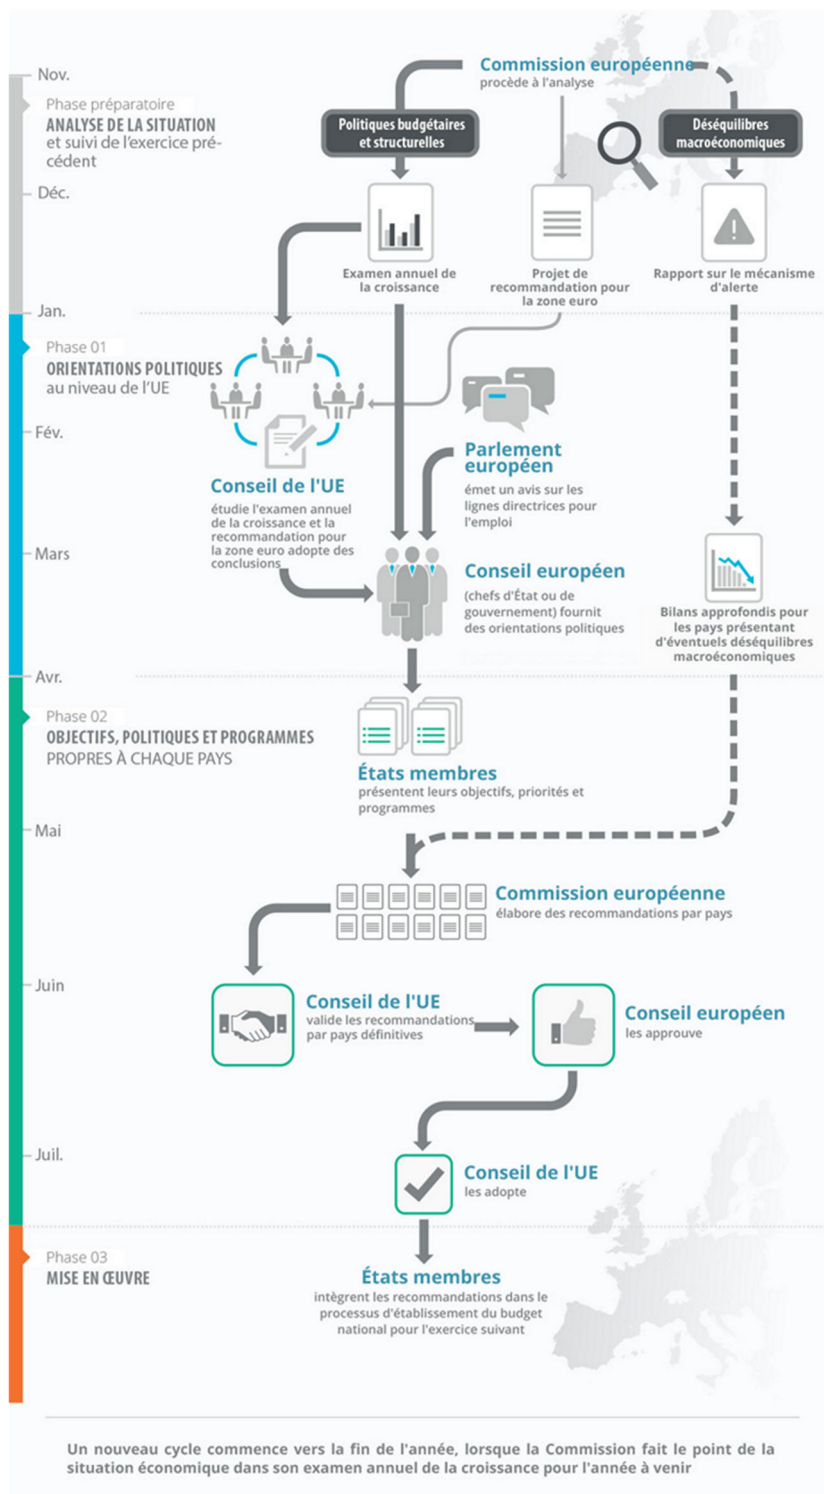 Commission européenne
procède à l'analyse
Nov.
Phase préparatoire
ANALYSE DE LA SITUATION
et suivi de l'exercice pré-
cédent
Politiques budgétaires
et structurelles
Déséquilibres
macroéconomiques
Déc.
Examen annuel de
la croissance
Projet de
recommandation pour
la zone euro
Rapport sur le mécanisme
d'alerte
Jan.
Phase 01
ORIENTATIONS POLITIQUES
au niveau de l'UE
Fév.
Conseil de l'UE
étudie l'examen annuel
de la croissance et la
recommandation pour
la zone euro adopte des
conclusions
Parlement
européen
émet un avis sur les
lignes directrices pour
l'emploi
Mars
Conseil européen
(chefs d'État ou de
gouvernement) fournit
des orientations politiques
Bilans approfondis pour
les pays présentant
d'éventuels déséquilibres
macroéconomiques
Avr.
Phase 02
OBJECTIFS, POLITIQUES ET PROGRAMMES
PROPRES À CHAQUE PAYS
États membres
présentent leurs objectifs, priorités et
programmes
Mai
Commission européenne
élabore des recommandations par pays
Juin
Conseil de l'UE
valide les recommandations
par pays définitives
Conseil européen
les approuve
Juil.
Conseil de l'UE
les adopte
Phase 03
MISE EN ŒUVRE
États membres
intègrent les recommandations dans le
processus d'établissement du budget
national pour l'exercice suivant
Un nouveau cycle commence vers la fin de l'année, lorsque la Commission fait le point de la
situation économique dans son examen annuel de la croissance pour l'année à venir